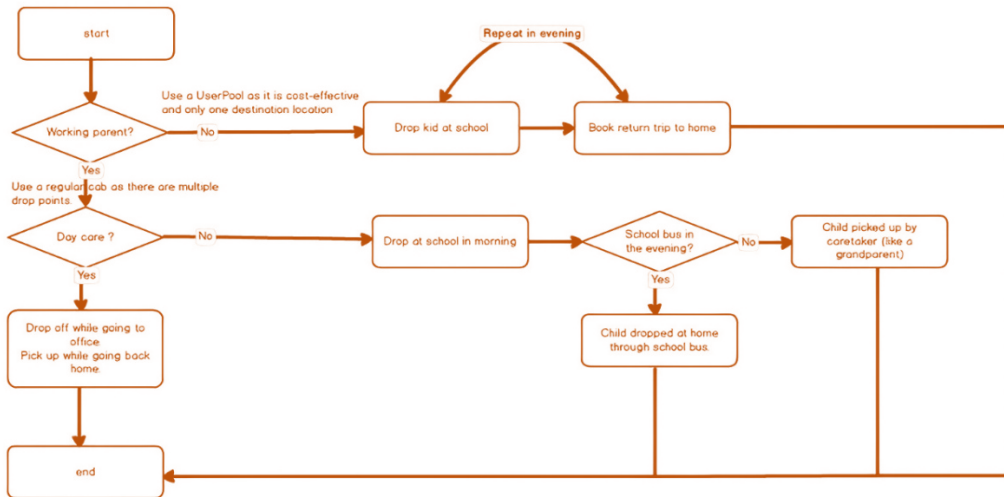 start
Repeat in evening
Use a UserPool as it is cost-effective
and only one destination location
Working parent?
No
Drop kid at school
Book return trip to home
Yes
Use a regular cab as there are multiple
drop points.
Day care ?
No
Drop at school in morning
School bus in
the evening?
No
Child picked up by
caretaker (like a
grandparent)
Yes
Yes
Drop off while going to
office.
Pick up while going back
home.
Child dropped at home
through school bus.
end